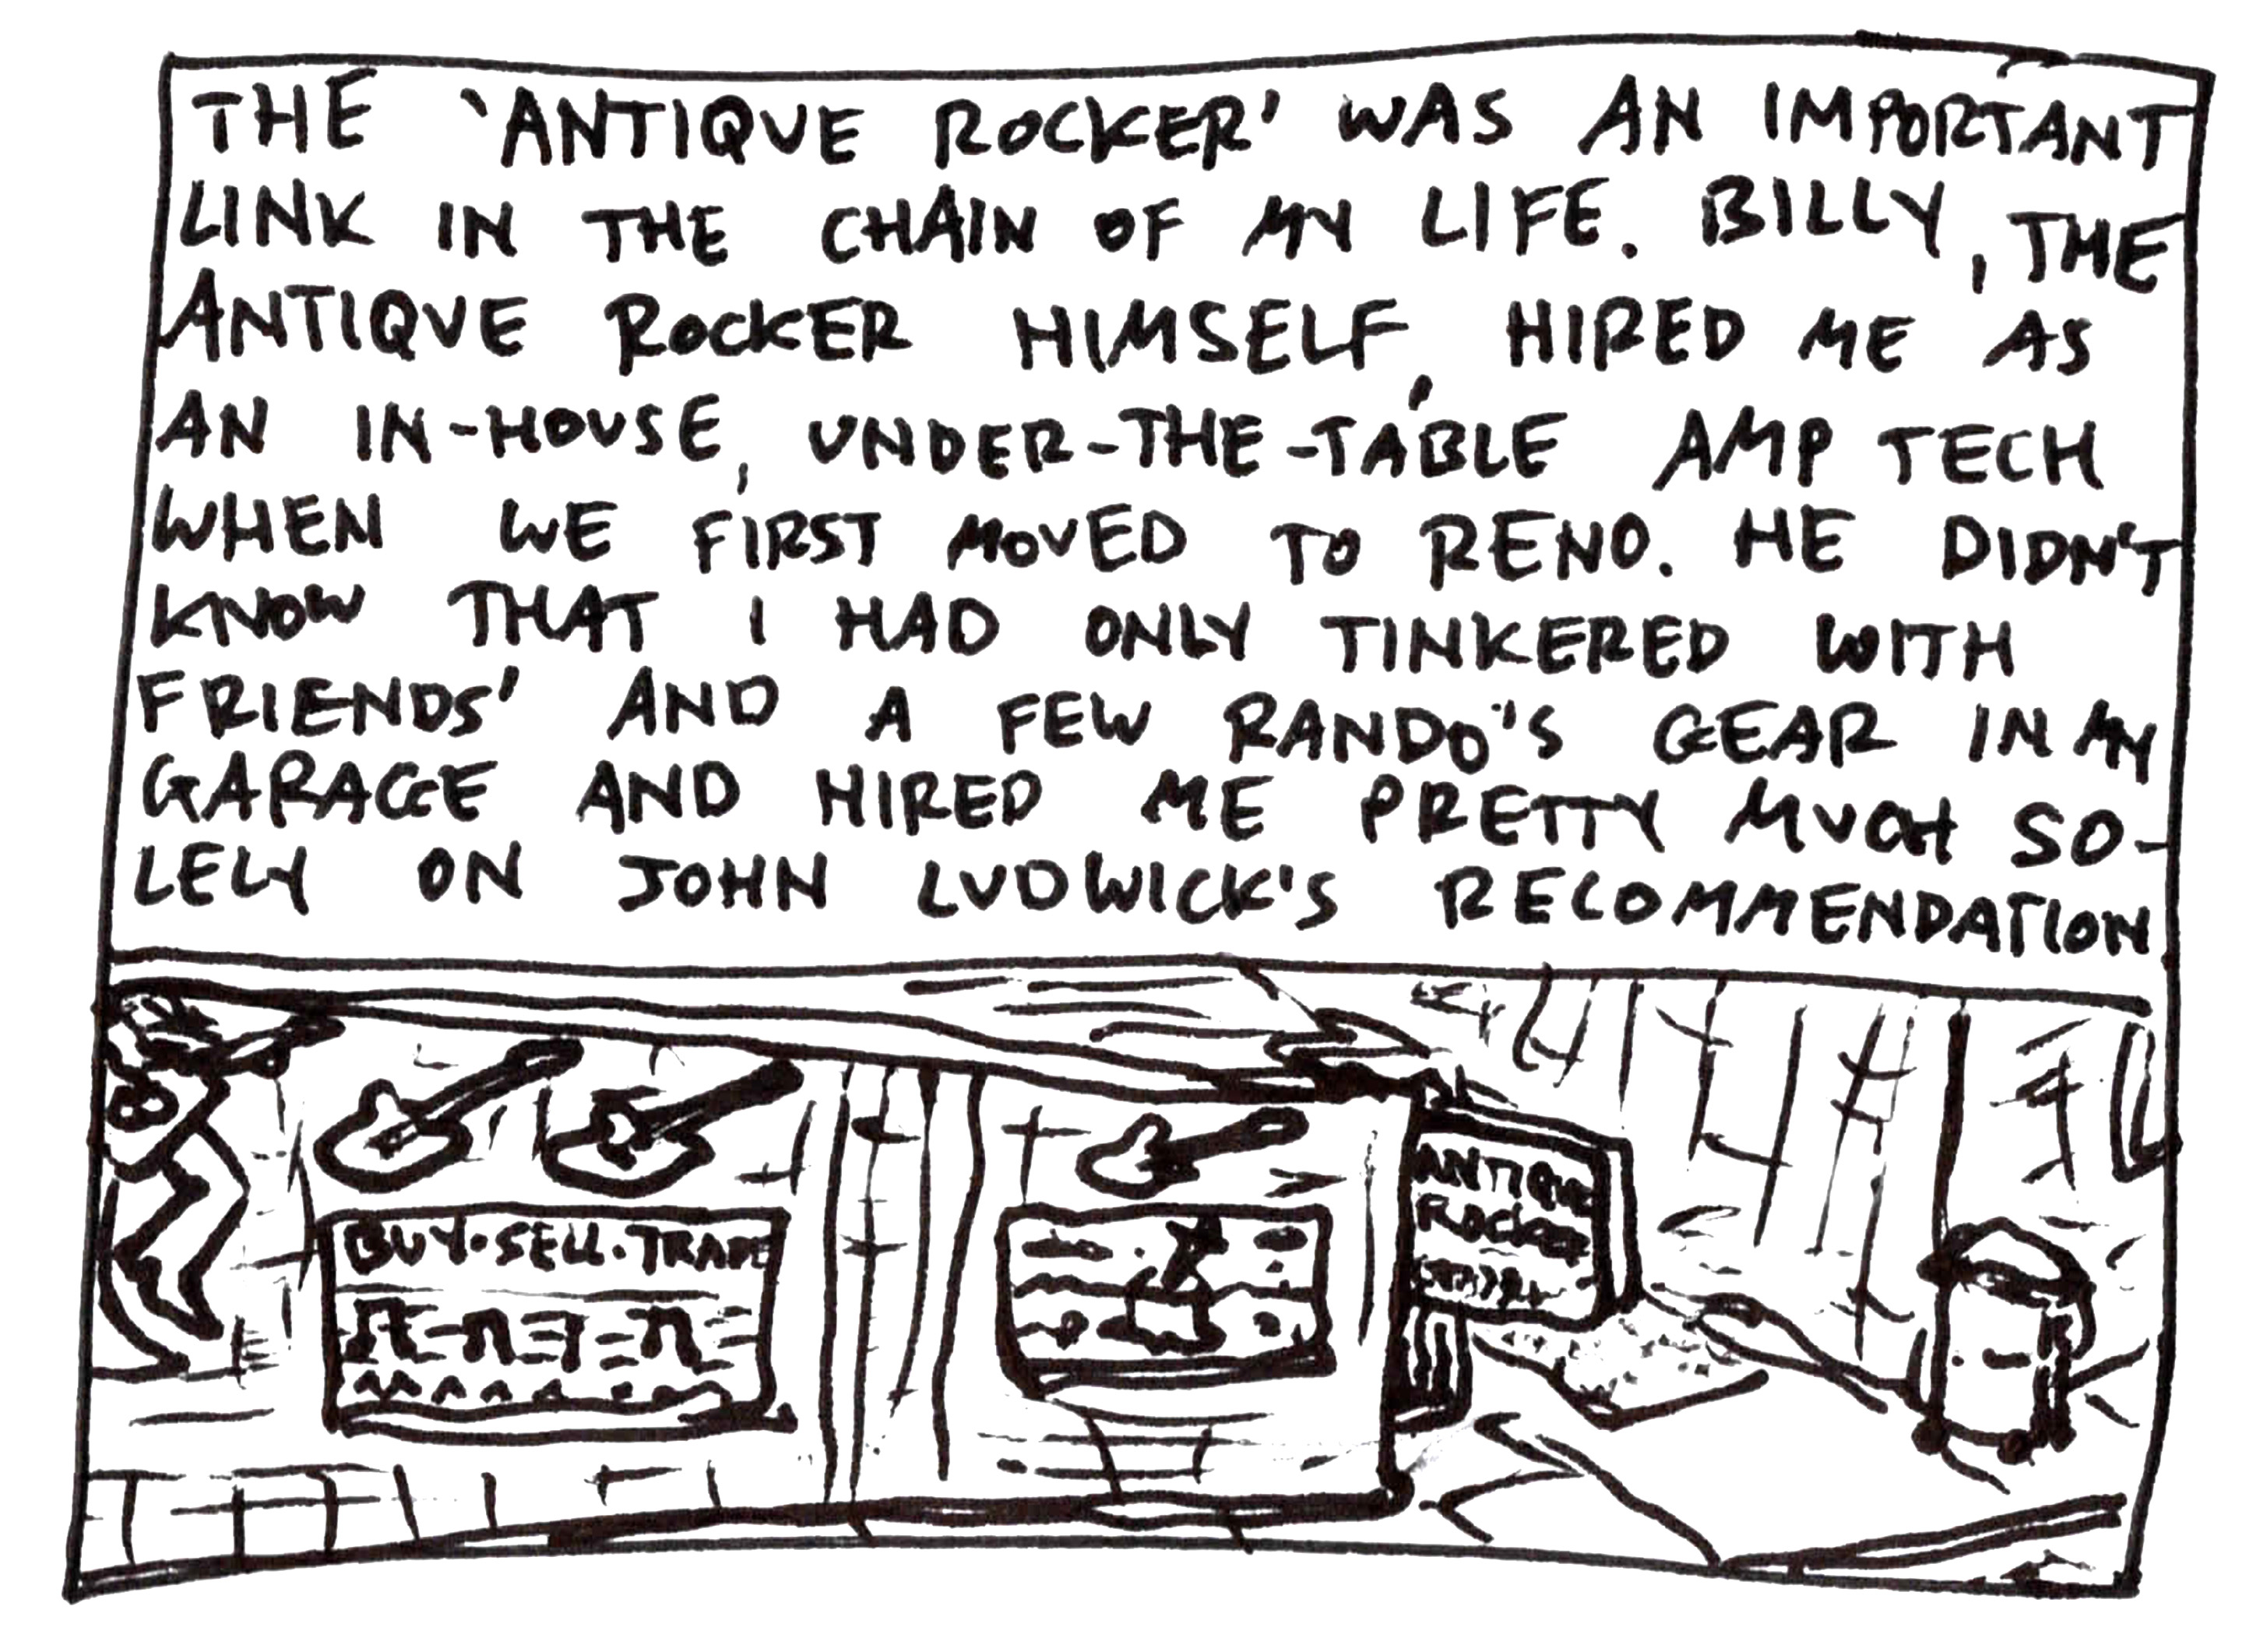 THE 'ANTIQUE ROCKER' WAS AN IMPORTANT
LINK IN THE CHAIN OF MY LIFE. BILLY, THE
ANTIQUE ROCKER HIMSELF, HIRED ME AS
AN IN-HOUSE, UNDER-THE-TABLE AMP TECH
WHEN WE FIRST MOVED TO RENO. HE DIDN'T
KNOW THAT I HAD ONLY TINKERED WITH
FRIENDS' AND A FEW RANDO'S GEAR IN MY
GARAGE AND HIRED ME PRETTY MUCH SO-
LELY ON JOHN LUDWICK'S RECOMMENDATION
BUY·SELL·TRADE
ANTIQUE
ROCKER